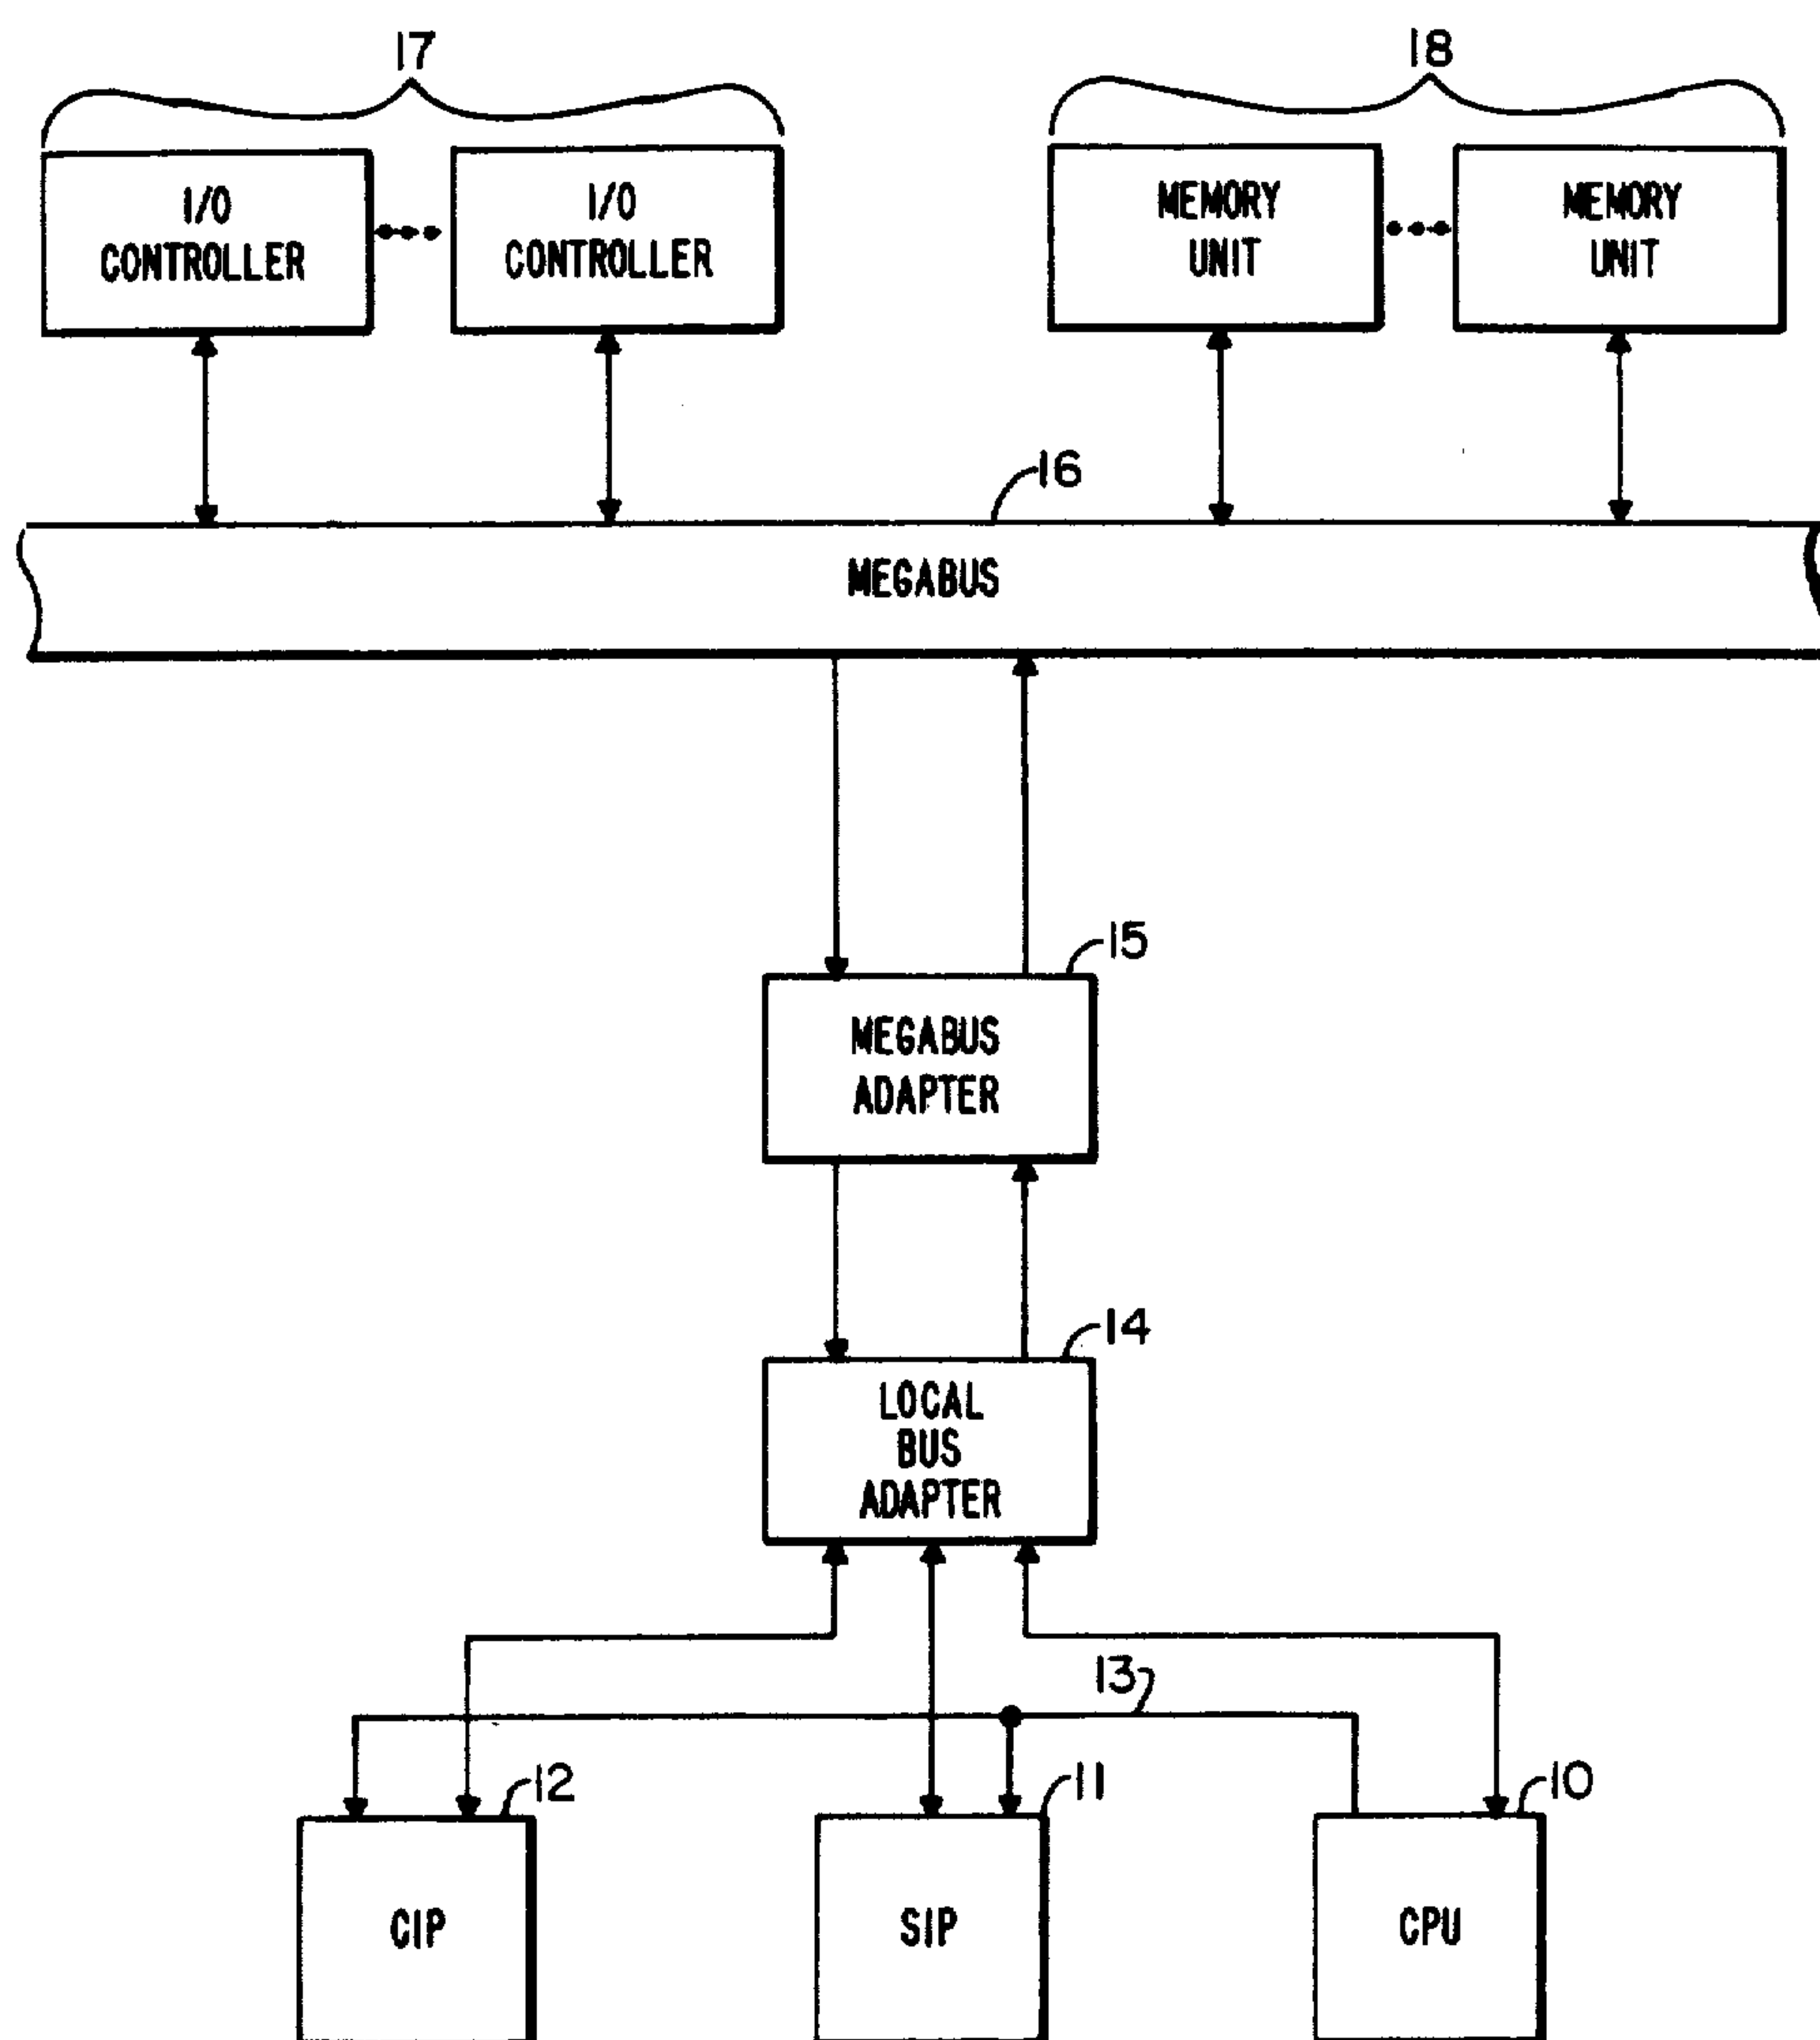 17
18
I/O
CONTROLLER
I/O
CONTROLLER
MEMORY
UNIT
MEMORY
UNIT
16
MEGABUS
15
MEGABUS
ADAPTER
14
LOCAL
BUS
ADAPTER
13
12
11
10
CIP
SIP
CPU